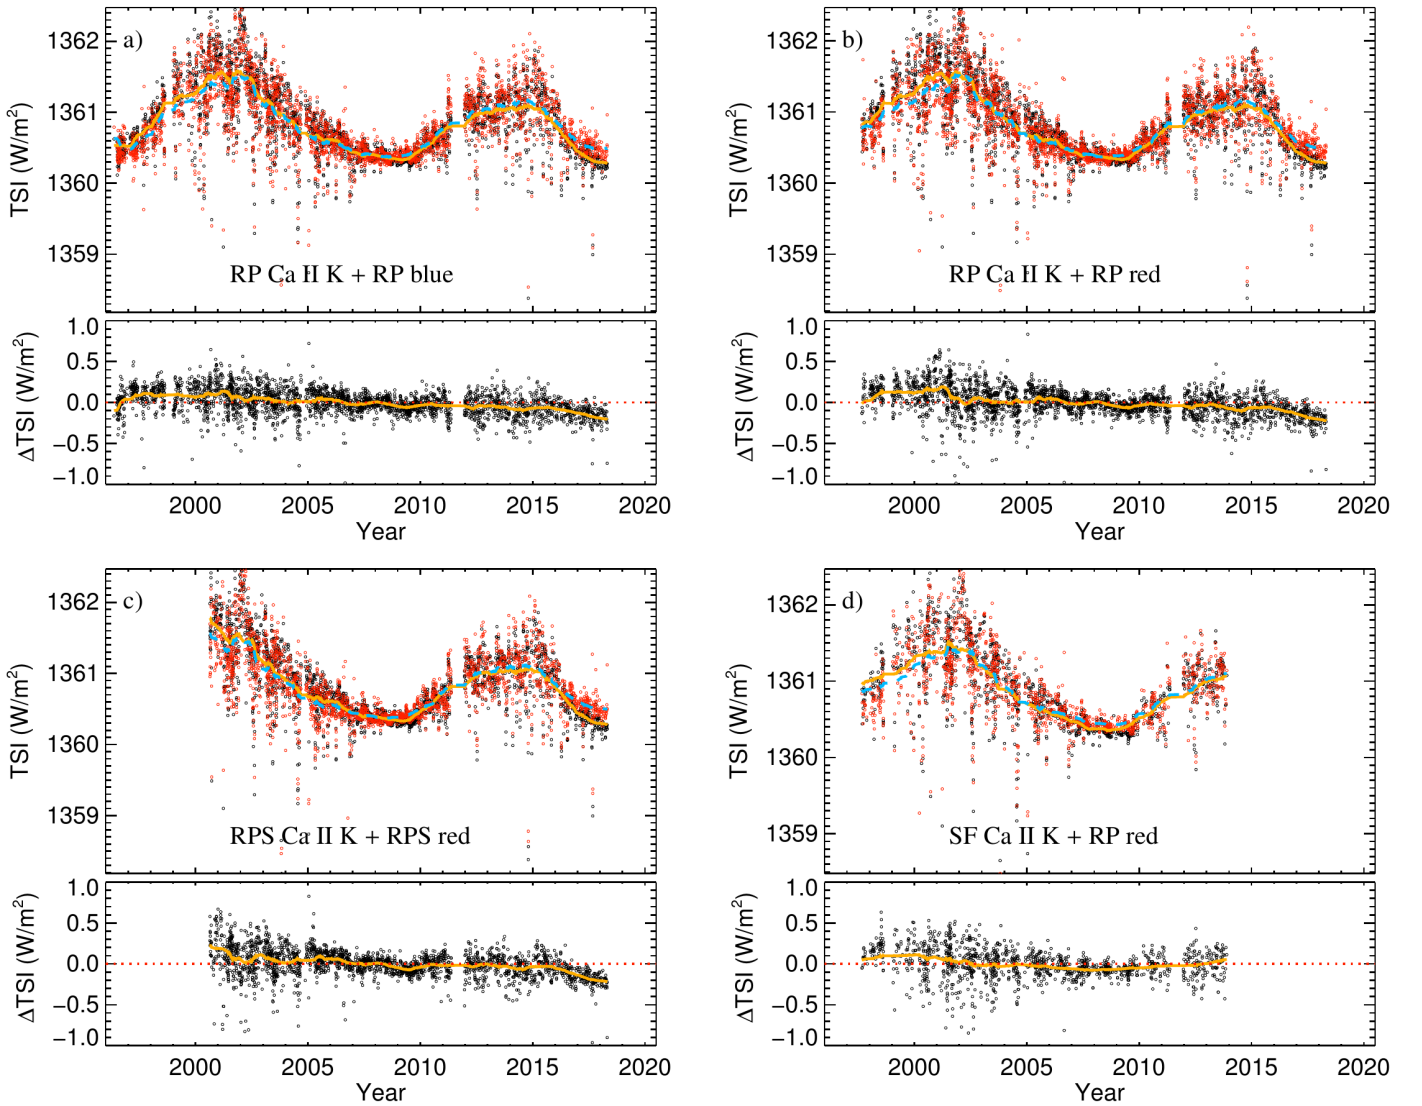 a)
1362
1361
1360
1359
TSI (W/m²)
RP Ca II K + RP blue
1.0
0.5
0.0
−0.5
−1.0
ΔTSI (W/m²)
2000 2005 2010 2015 2020
Year
b)
1362
1361
1360
1359
TSI (W/m²)
RP Ca II K + RP red
1.0
0.5
0.0
−0.5
−1.0
ΔTSI (W/m²)
2000 2005 2010 2015 2020
Year
c)
1362
1361
1360
1359
TSI (W/m²)
RPS Ca II K + RPS red
1.0
0.5
0.0
−0.5
−1.0
ΔTSI (W/m²)
2000 2005 2010 2015 2020
Year
d)
1362
1361
1360
1359
TSI (W/m²)
SF Ca II K + RP red
1.0
0.5
0.0
−0.5
−1.0
ΔTSI (W/m²)
2000 2005 2010 2015 2020
Year